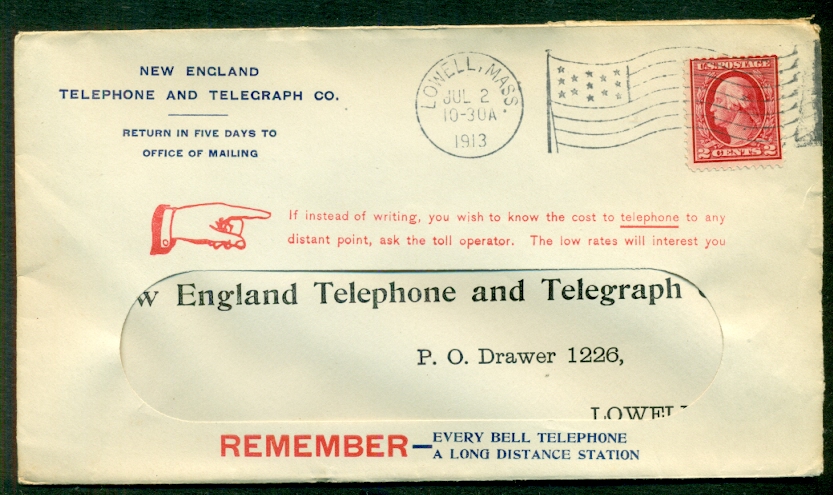 NEW ENGLAND
TELEPHONE AND TELEGRAPH CO.
RETURN IN FIVE DAYS TO
OFFICE OF MAILING
LOWELL, MASS.
JUL 2
10-30A
1913
U.S. POSTAGE
2 CENTS 2
If instead of writing, you wish to know the cost to telephone to any
distant point, ask the toll operator. The low rates will interest you
w England Telephone and Telegraph
P. O. Drawer 1226,
LOWELL
REMEMBER—EVERY BELL TELEPHONE
A LONG DISTANCE STATION